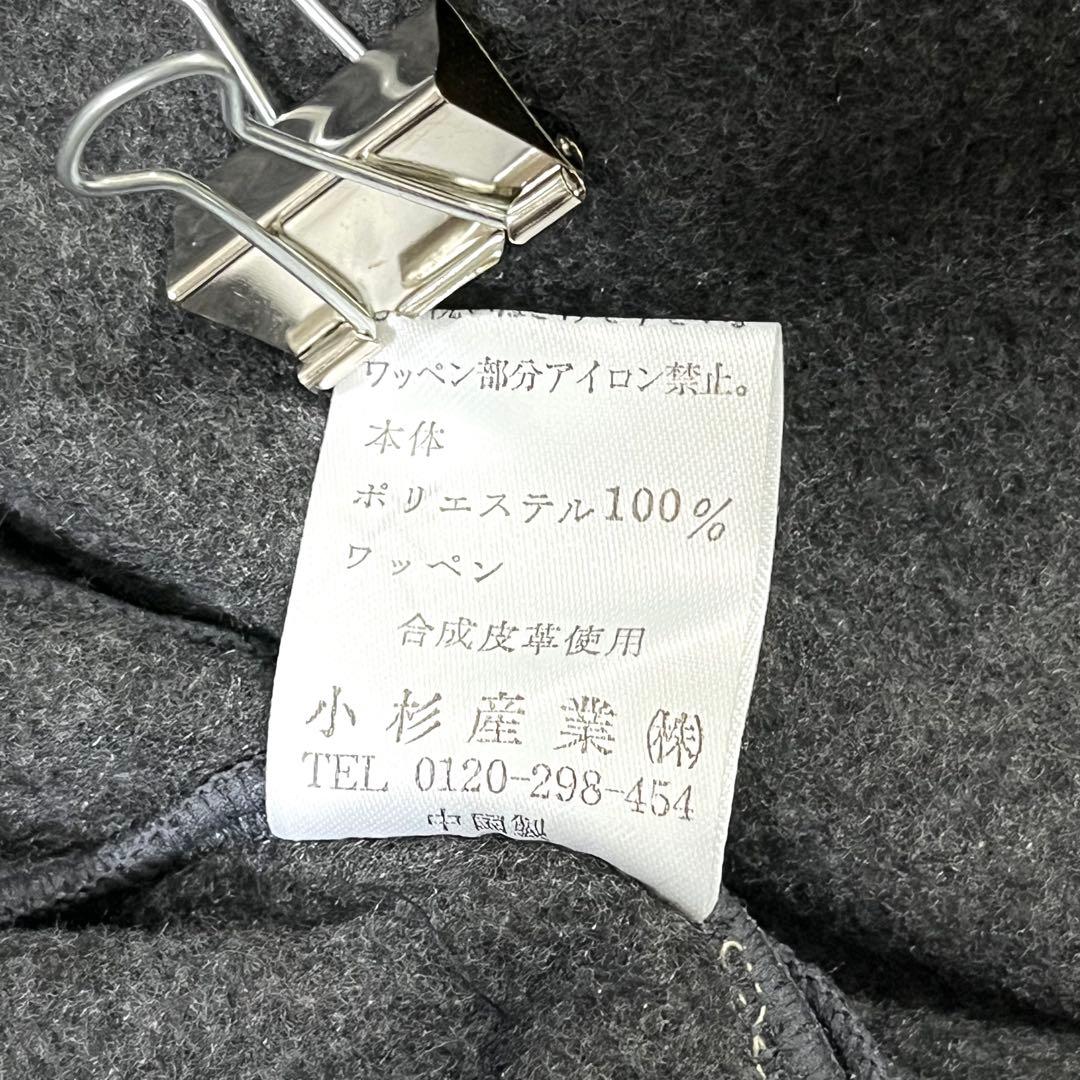 ワッペン部分アイロン禁止。
本体
ポリエステル100%
ワッペン
合成皮革使用
小杉産業㈱
TEL 0120-298-454
中国製